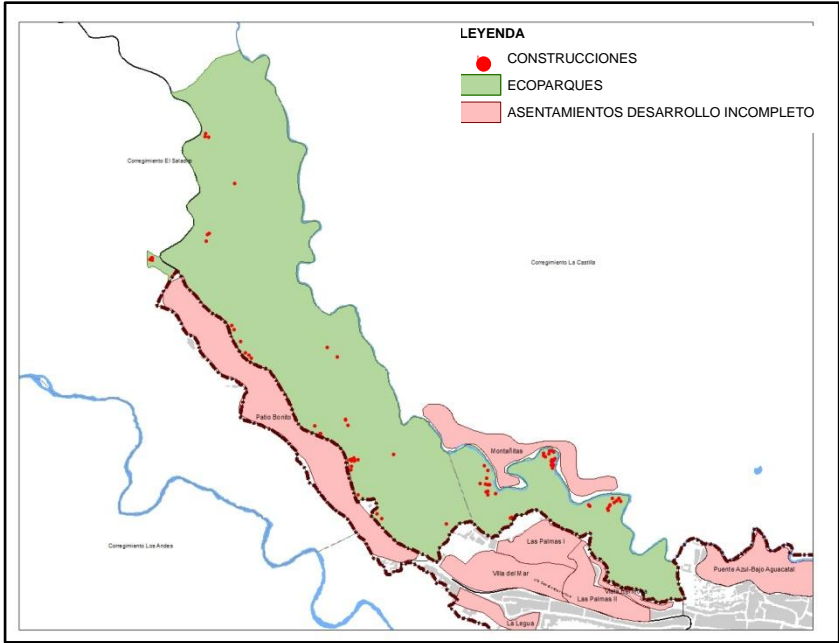 LEYENDA
CONSTRUCCIONES
ECOPARQUES
ASENTAMIENTOS DESARROLLO INCOMPLETO
Corregimiento El Saladito
Corregimiento La Castilla
Patio Bonito
Montañitas
Corregimiento Los Andes
Las Palmas I
Villa del Mar
Puente Azul-Bajo Aguacatal
Las Palmas II
La Legua